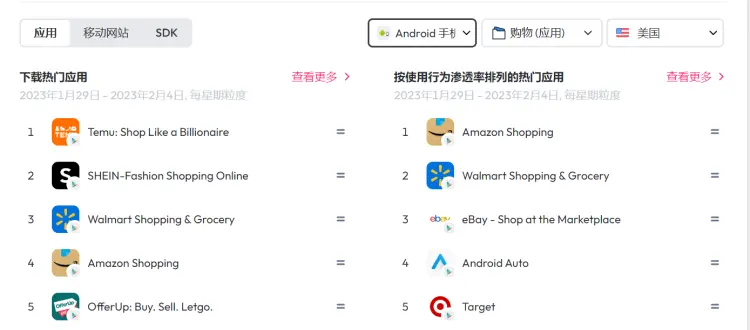 应用 移动网站 SDK
Android 手机 购物 (应用) 美国
下载热门应用 查看更多
2023年1月29日 - 2023年2月4日, 每星期粒度
1 TEMU Temu: Shop Like a Billionaire =
2 S SHEIN-Fashion Shopping Online =
3 Walmart Shopping & Grocery =
4 Amazon Shopping =
5 OfferUp OfferUp: Buy. Sell. Letgo. =
按使用行为渗透率排列的热门应用 查看更多
2023年1月29日 - 2023年2月4日, 每星期粒度
1 Amazon Shopping =
2 Walmart Shopping & Grocery =
3 ebay eBay - Shop at the Marketplace =
4 Android Auto =
5 Target =